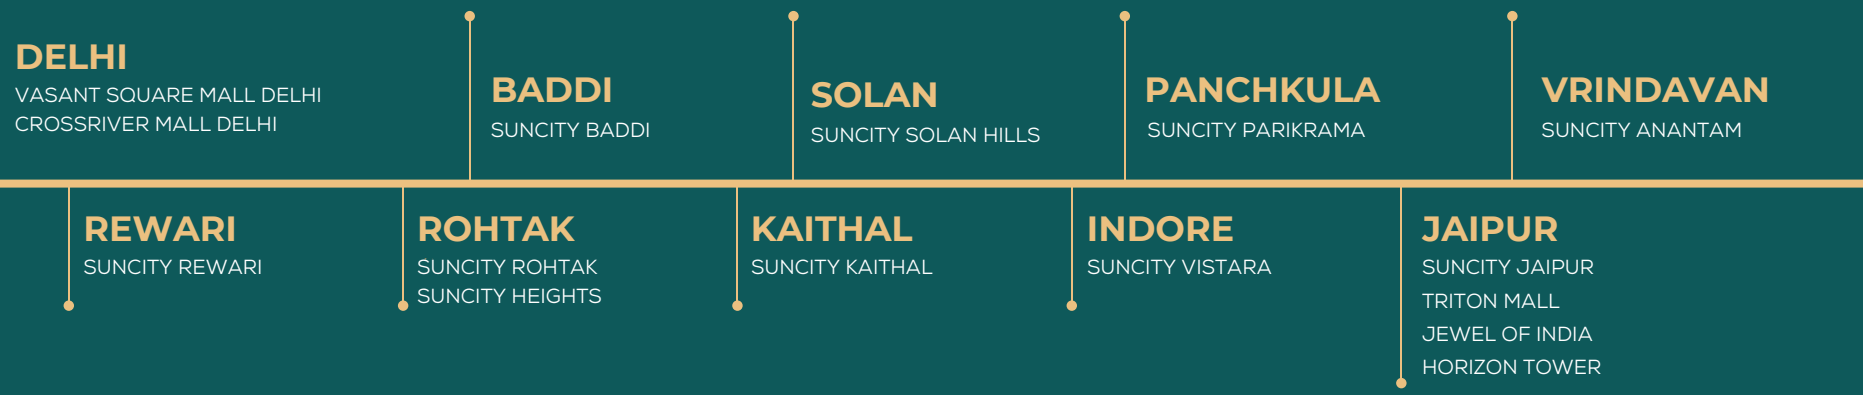 DELHI
VASANT SQUARE MALL DELHI
CROSSRIVER MALL DELHI
BADDI
SUNCITY BADDI
SOLAN
SUNCITY SOLAN HILLS
PANCHKULA
SUNCITY PARIKRAMA
VRINDAVAN
SUNCITY ANANTAM
REWARI
SUNCITY REWARI
ROHTAK
SUNCITY ROHTAK
SUNCITY HEIGHTS
KAITHAL
SUNCITY KAITHAL
INDORE
SUNCITY VISTARA
JAIPUR
SUNCITY JAIPUR
TRITON MALL
JEWEL OF INDIA
HORIZON TOWER